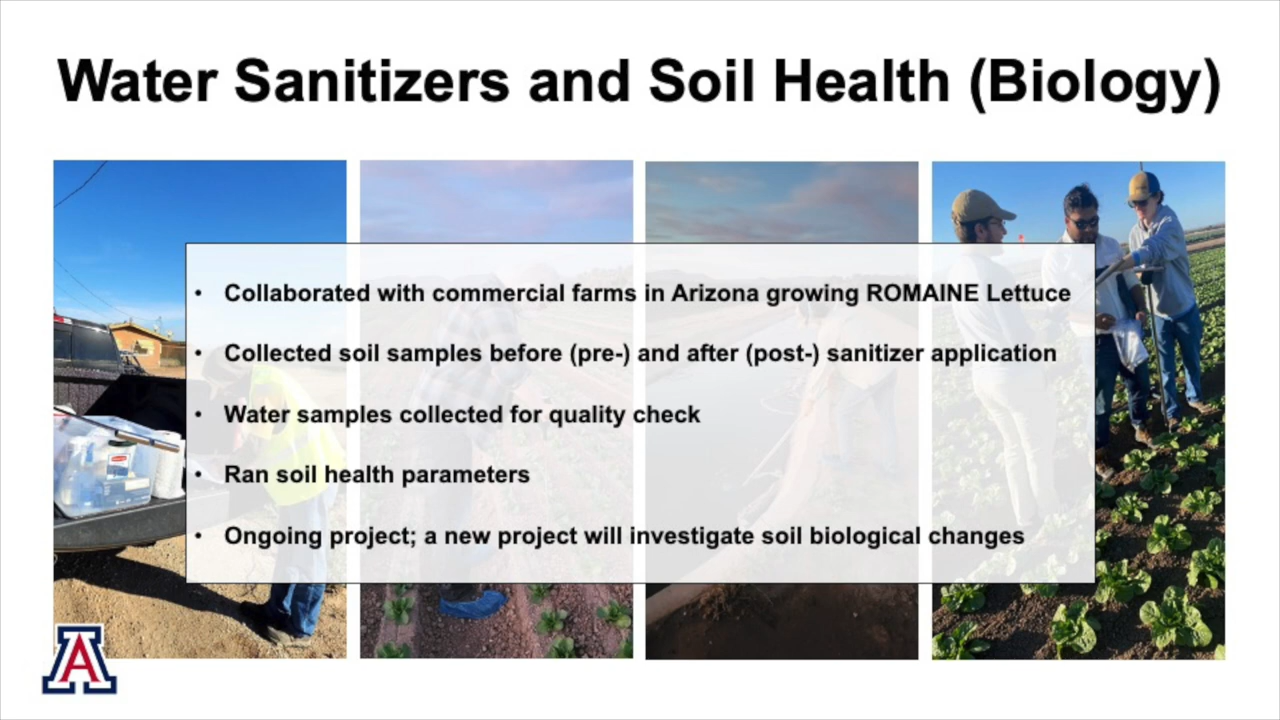 Water Sanitizers and Soil Health (Biology)
• Collaborated with commercial farms in Arizona growing ROMAINE Lettuce
• Collected soil samples before (pre-) and after (post-) sanitizer application
• Water samples collected for quality check
• Ran soil health parameters
• Ongoing project; a new project will investigate soil biological changes
A